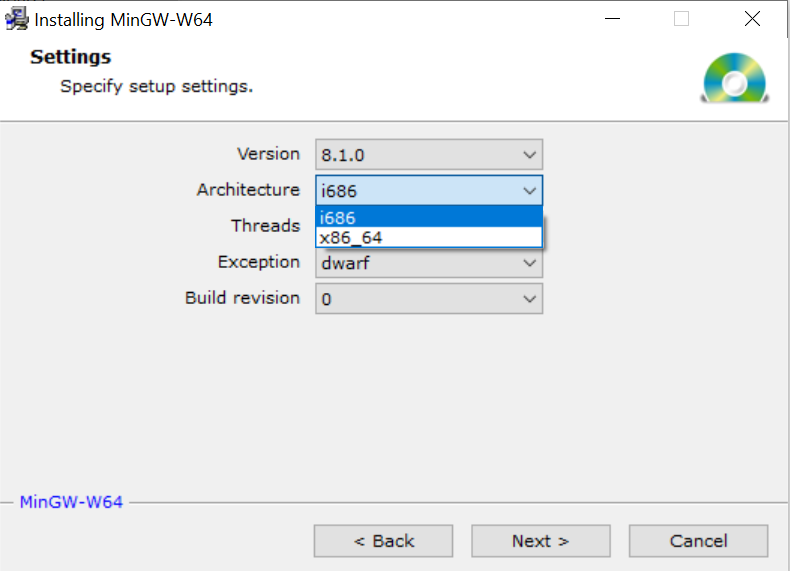 Installing MinGW-W64
Settings
Specify setup settings.
Version 8.1.0
Architecture i686
i686
Threads
x86_64
Exception dwarf
Build revision 0
MinGW-W64
< Back Next > Cancel